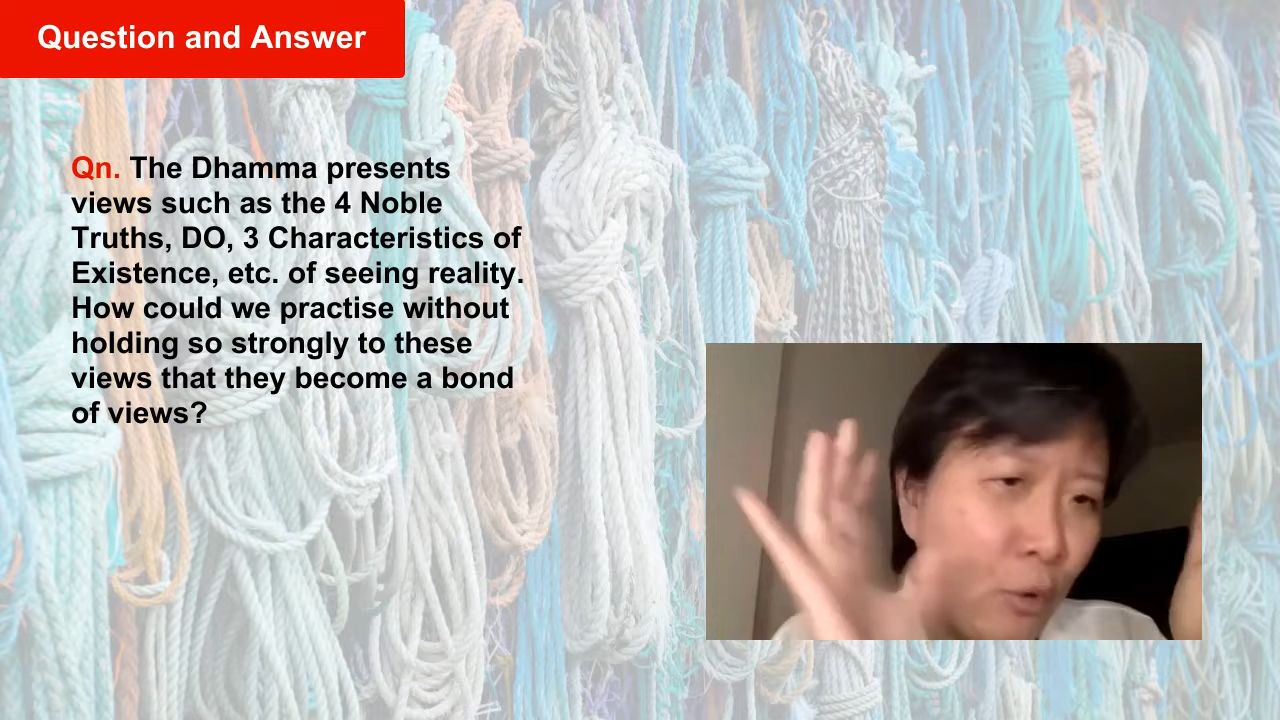 Question and Answer
Qn. The Dhamma presents
views such as the 4 Noble
Truths, DO, 3 Characteristics of
Existence, etc. of seeing reality.
How could we practise without
holding so strongly to these
views that they become a bond
of views?